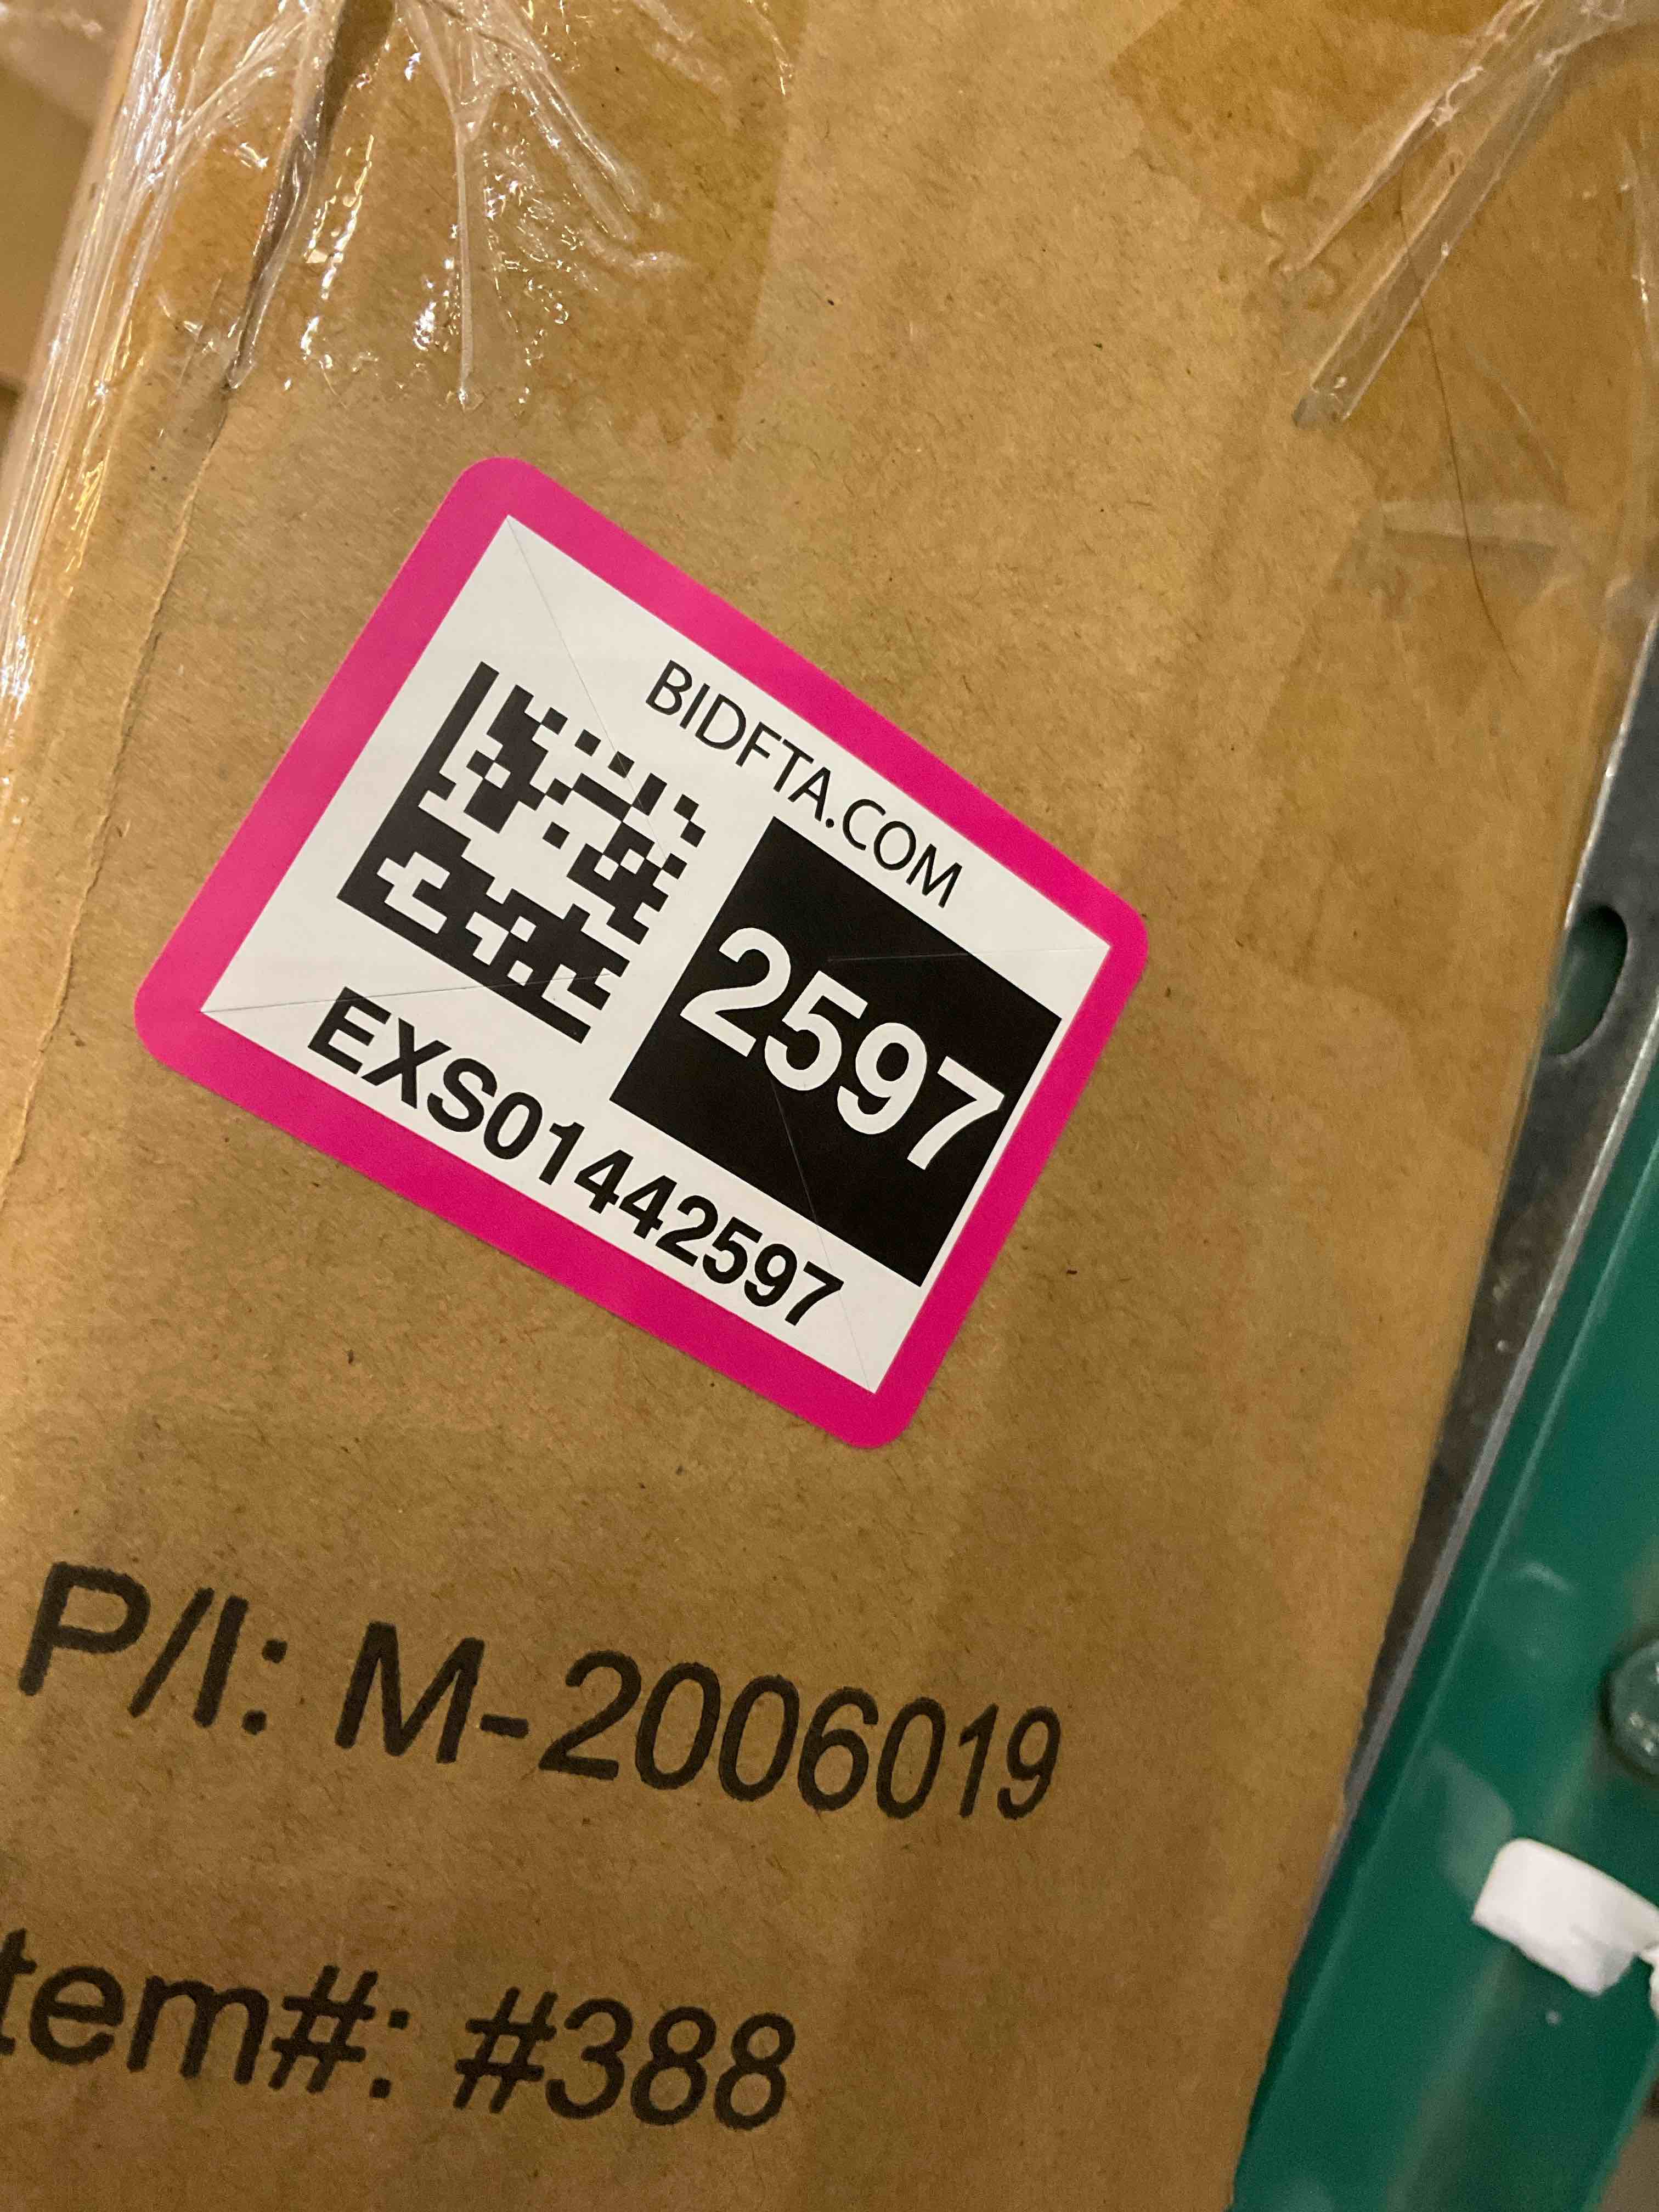 BIDFTA.COM
2597
EXS01442597
P/I: M-2006019
tem#: #388